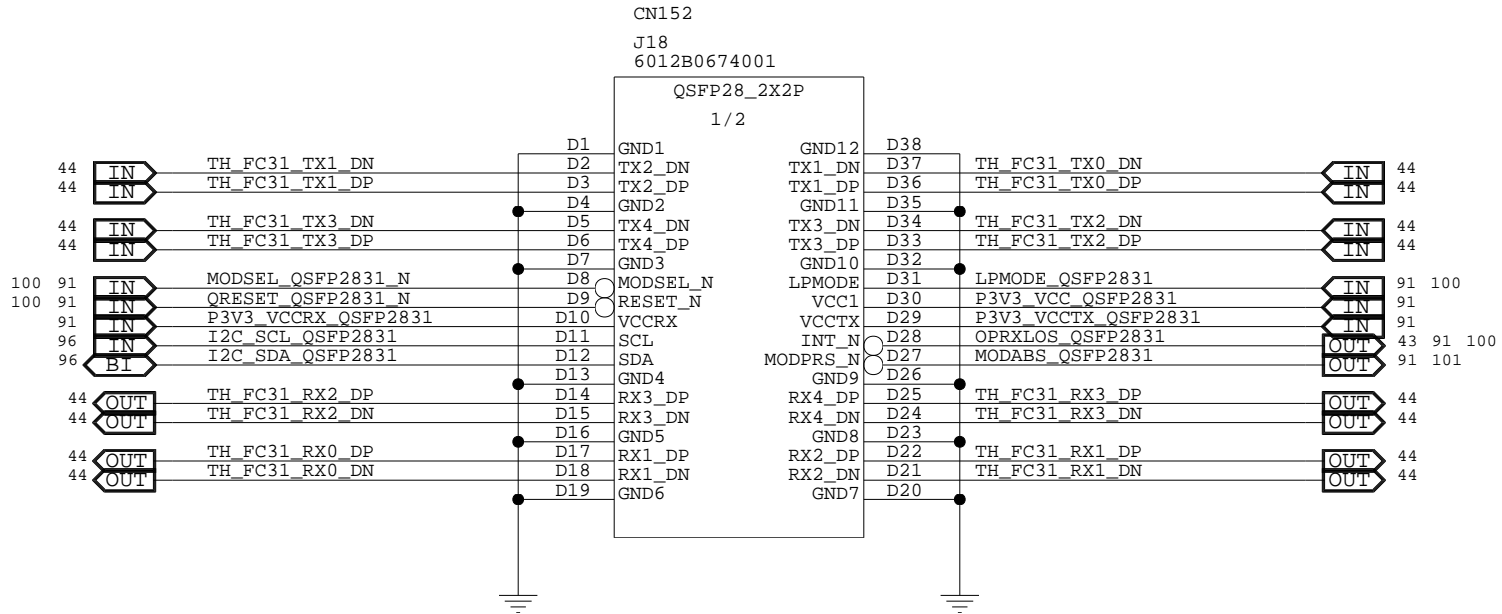 CN152
J18
6012B0674001
QSFP28_2X2P
1/2
D1 GND1 GND12 D38
44 IN TH_FC31_TX1_DN D2 TX2_DN TX1_DN D37 TH_FC31_TX0_DN IN 44
44 IN TH_FC31_TX1_DP D3 TX2_DP TX1_DP D36 TH_FC31_TX0_DP IN 44
D4 GND2 GND11 D35
44 IN TH_FC31_TX3_DN D5 TX4_DN TX3_DN D34 TH_FC31_TX2_DN IN 44
44 IN TH_FC31_TX3_DP D6 TX4_DP TX3_DP D33 TH_FC31_TX2_DP IN 44
D7 GND3 GND10 D32
100 91 IN MODSEL_QSFP2831_N D8 MODSEL_N LPMODE D31 LPMODE_QSFP2831 IN 91 100
100 91 IN QRESET_QSFP2831_N D9 RESET_N VCC1 D30 P3V3_VCC_QSFP2831 IN 91
91 IN P3V3_VCCRX_QSFP2831 D10 VCCRX VCCTX D29 P3V3_VCCTX_QSFP2831 IN 91
96 IN I2C_SCL_QSFP2831 D11 SCL INT_N D28 OPRXLOS_QSFP2831 OUT 43 91 100
96 BI I2C_SDA_QSFP2831 D12 SDA MODPRS_N D27 MODABS_QSFP2831 OUT 91 101
D13 GND4 GND9 D26
44 OUT TH_FC31_RX2_DP D14 RX3_DP RX4_DP D25 TH_FC31_RX3_DP OUT 44
44 OUT TH_FC31_RX2_DN D15 RX3_DN RX4_DN D24 TH_FC31_RX3_DN OUT 44
D16 GND5 GND8 D23
44 OUT TH_FC31_RX0_DP D17 RX1_DP RX2_DP D22 TH_FC31_RX1_DP OUT 44
44 OUT TH_FC31_RX0_DN D18 RX1_DN RX2_DN D21 TH_FC31_RX1_DN OUT 44
D19 GND6 GND7 D20